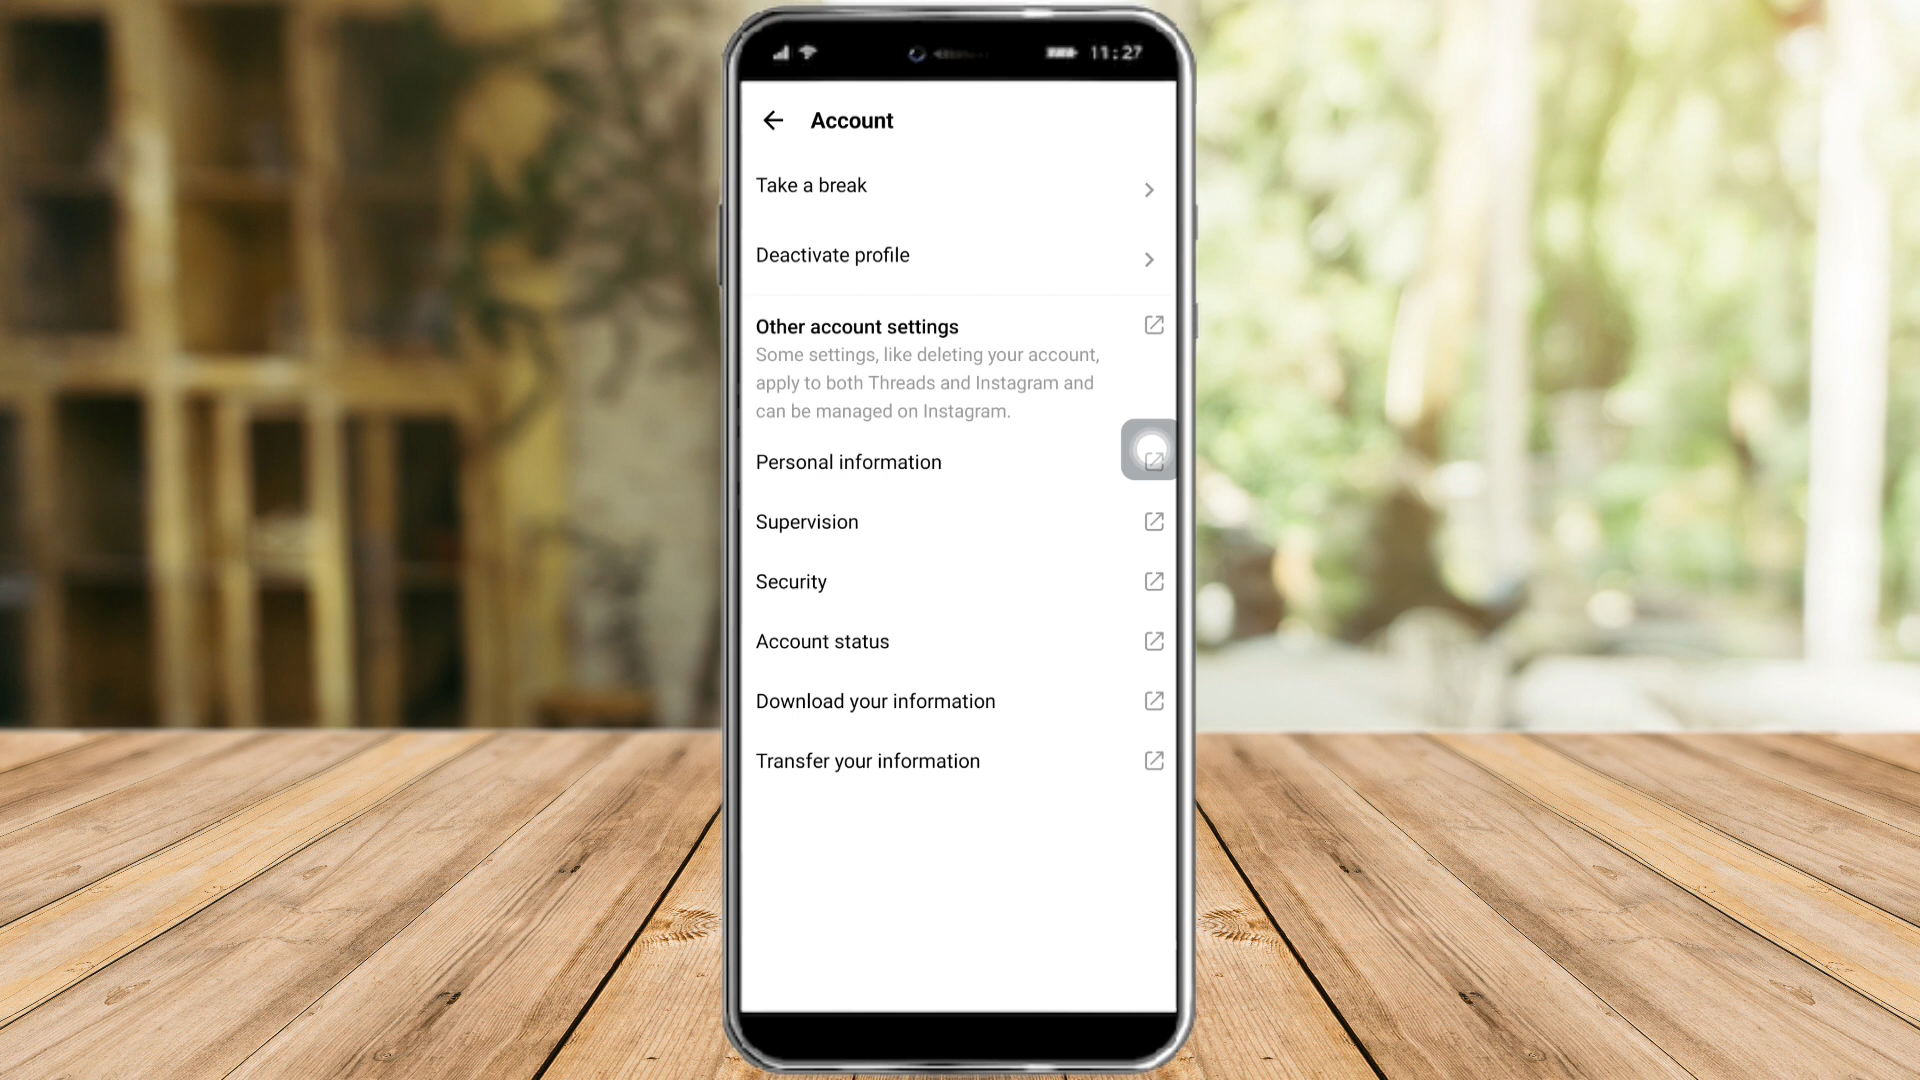 11:27
Account
Take a break
Deactivate profile
Other account settings
Some settings, like deleting your account,
apply to both Threads and Instagram and
can be managed on Instagram.
Personal information
Supervision
Security
Account status
Download your information
Transfer your information